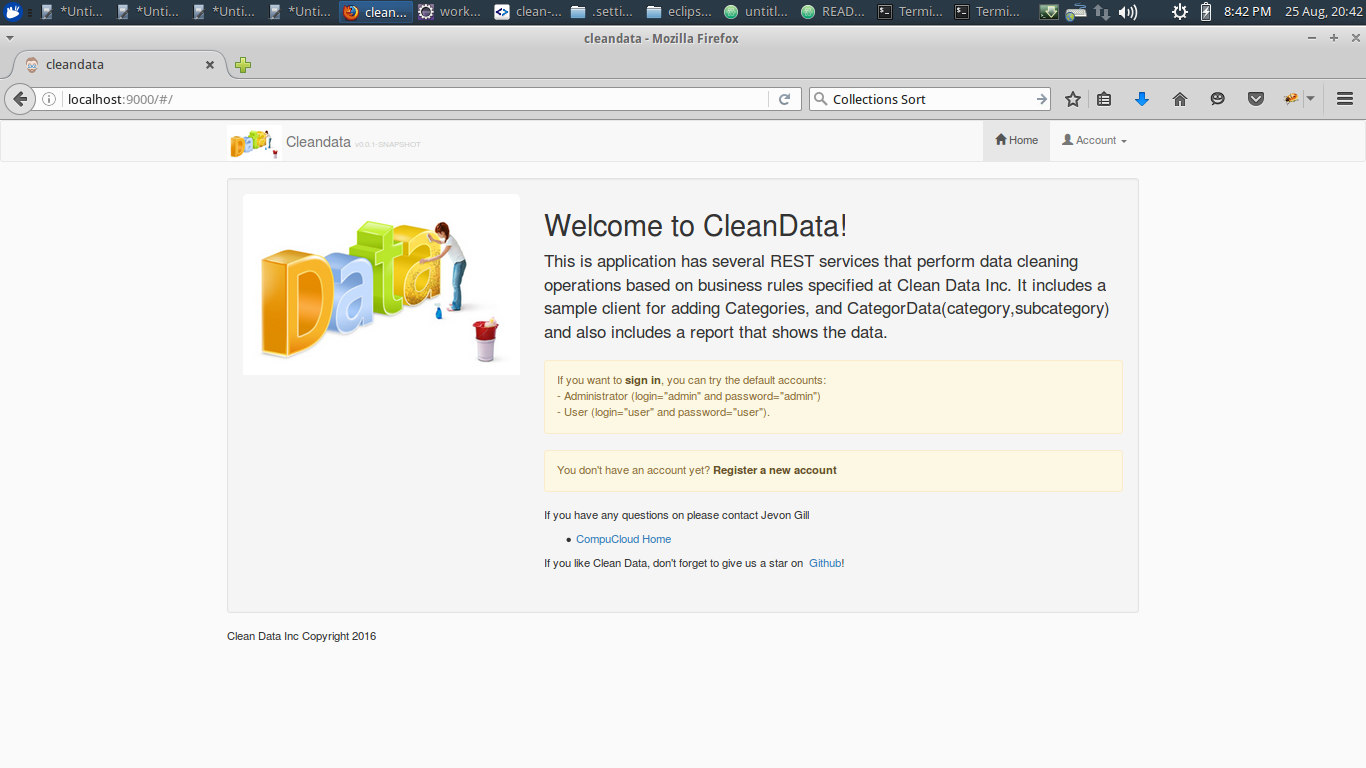 *Unti... *Unti... *Unti... *Unti... clean... work... clean-... .setti... eclips... untitl... READ... Termi... Termi... 8:42 PM 25 Aug, 20:42
cleandata - Mozilla Firefox
cleandata
localhost:9000/#/ Collections Sort
Data Cleandata v0.0.1-SNAPSHOT Home Account
Data
Welcome to CleanData!
This is application has several REST services that perform data cleaning
operations based on business rules specified at Clean Data Inc. It includes a
sample client for adding Categories, and CategorData(category,subcategory)
and also includes a report that shows the data.
If you want to sign in, you can try the default accounts:
- Administrator (login="admin" and password="admin")
- User (login="user" and password="user").
You don't have an account yet? Register a new account
If you have any questions on please contact Jevon Gill
• CompuCloud Home
If you like Clean Data, don't forget to give us a star on Github!
Clean Data Inc Copyright 2016